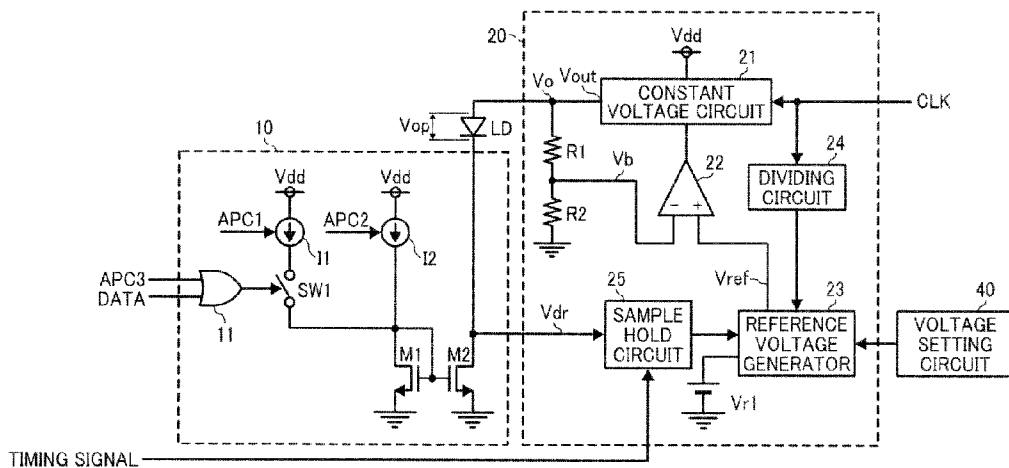 20
Vdd
21
Vo
Vout
CONSTANT
VOLTAGE CIRCUIT
CLK
Vop
LD
10
R1
Vb
22
24
DIVIDING
CIRCUIT
Vdd
Vdd
R2
APC1
I1
APC2
I2
- +
APC3
DATA
11
SW1
Vref
25
23
40
Vdr
SAMPLE
HOLD
CIRCUIT
REFERENCE
VOLTAGE
GENERATOR
VOLTAGE
SETTING
CIRCUIT
M1
M2
Vr1
TIMING SIGNAL